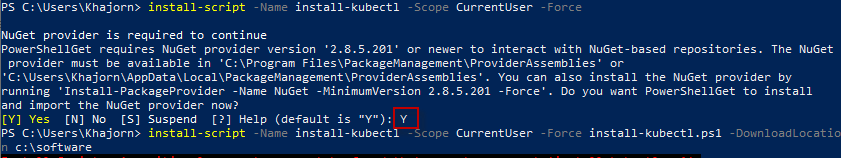 PS C:\Users\Khajorn> install-script -Name install-kubectl -Scope CurrentUser -Force
NuGet provider is required to continue
PowerShellGet requires NuGet provider version '2.8.5.201' or newer to interact with NuGet-based repositories. The NuGet
 provider must be available in 'C:\Program Files\PackageManagement\ProviderAssemblies' or
'C:\Users\Khajorn\AppData\Local\PackageManagement\ProviderAssemblies'. You can also install the NuGet provider by
running 'Install-PackageProvider -Name NuGet -MinimumVersion 2.8.5.201 -Force'. Do you want PowerShellGet to install
and import the NuGet provider now?
[Y] Yes  [N] No  [S] Suspend  [?] Help (default is "Y"): Y
PS C:\Users\Khajorn> install-script -Name install-kubectl -Scope CurrentUser -Force install-kubectl.ps1 -DownloadLocatio
n c:\software